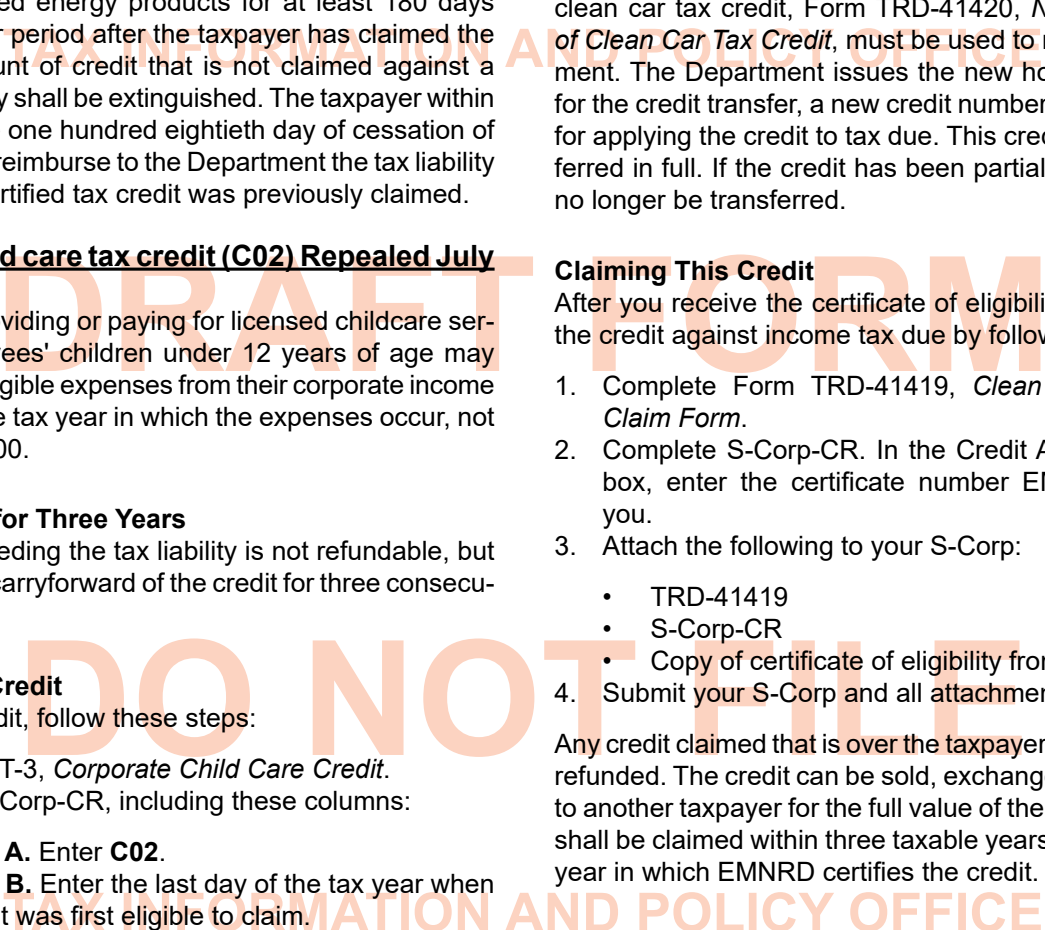 ed energy products for at least 180 days
r period after the taxpayer has claimed the
unt of credit that is not claimed against a
y shall be extinguished. The taxpayer within
one hundred eightieth day of cessation of
reimburse to the Department the tax liability
rtified tax credit was previously claimed.
d care tax credit (C02) Repealed July
viding or paying for licensed childcare ser-
ees' children under 12 years of age may
gible expenses from their corporate income
e tax year in which the expenses occur, not
00.
for Three Years
eding the tax liability is not refundable, but
carryforward of the credit for three consecu-
Credit
dit, follow these steps:
T-3, Corporate Child Care Credit.
Corp-CR, including these columns:
A. Enter C02.
B. Enter the last day of the tax year when
t was first eligible to claim.
clean car tax credit, Form TRD-41420, N
of Clean Car Tax Credit, must be used to r
ment. The Department issues the new ho
for the credit transfer, a new credit number
for applying the credit to tax due. This cred
ferred in full. If the credit has been partial
no longer be transferred.
Claiming This Credit
After you receive the certificate of eligibili
the credit against income tax due by follow
1. Complete Form TRD-41419, Clean
Claim Form.
2. Complete S-Corp-CR. In the Credit A
box, enter the certificate number EM
you.
3. Attach the following to your S-Corp:
• TRD-41419
• S-Corp-CR
• Copy of certificate of eligibility from
4. Submit your S-Corp and all attachmen
Any credit claimed that is over the taxpayer
refunded. The credit can be sold, exchange
to another taxpayer for the full value of the
shall be claimed within three taxable years
year in which EMNRD certifies the credit.
TAX INFORMATION AND POLICY OFFICE
DRAFT FORM
DO NOT FILE
TAX INFORMATION AND POLICY OFFICE